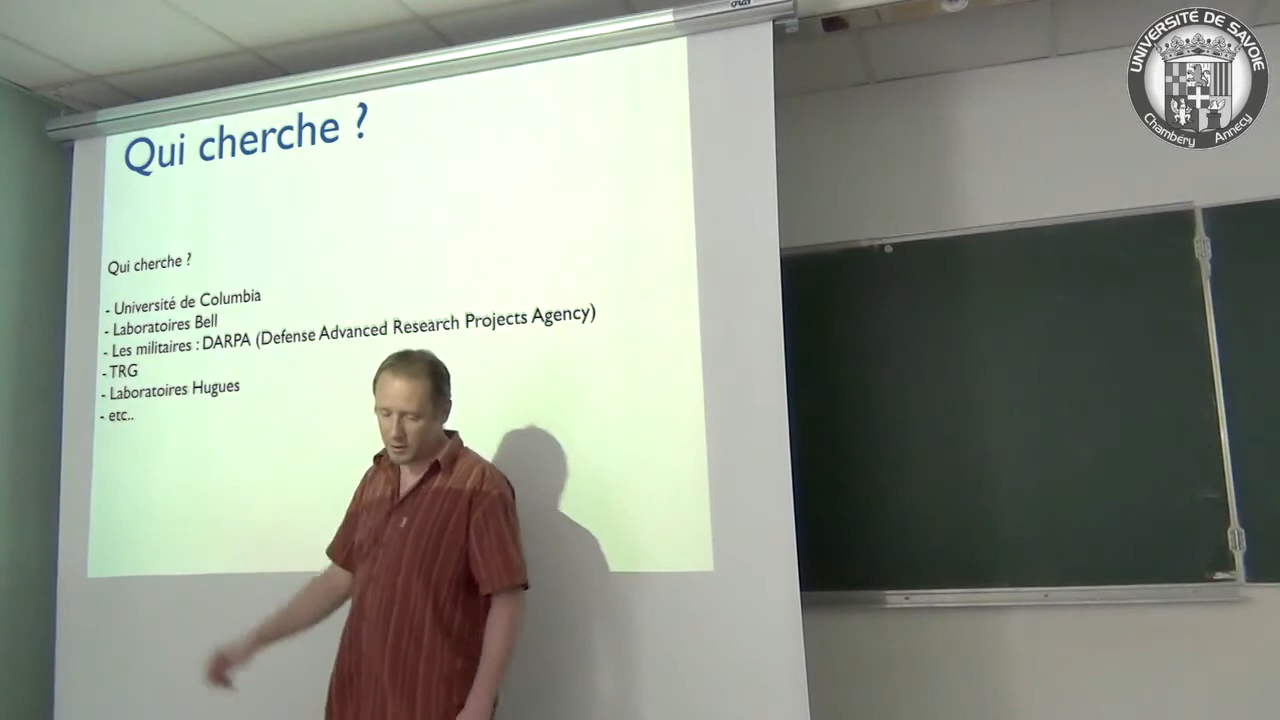 Qui cherche ?
Qui cherche ?
- Université de Columbia
- Laboratoires Bell
- Les militaires : DARPA (Defense Advanced Research Projects Agency)
- TRG
- Laboratoires Hugues
- etc..
UNIVERSITÉ DE SAVOIE
Chambéry Annecy